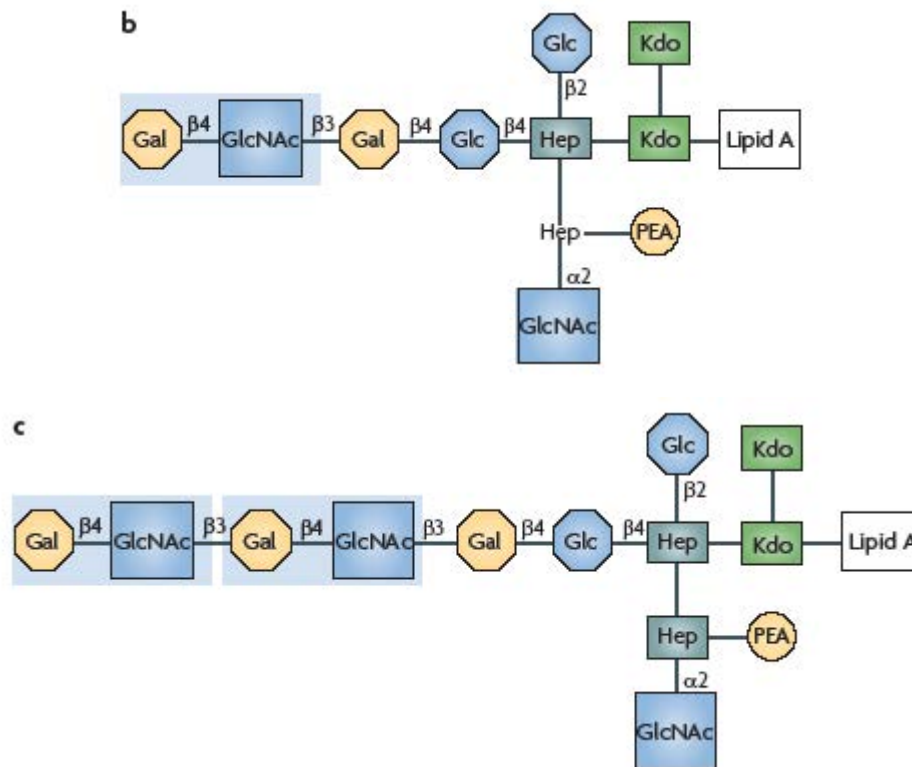 b
Glc
Kdo
β2
Gal β4 GlcNAc β3 Gal β4 Glc β4 Hep Kdo Lipid A
Hep PEA
α2
GlcNAc
c
Glc
Kdo
β2
Gal β4 GlcNAc β3 Gal β4 GlcNAc β3 Gal β4 Glc β4 Hep Kdo Lipid A
Hep PEA
α2
GlcNAc